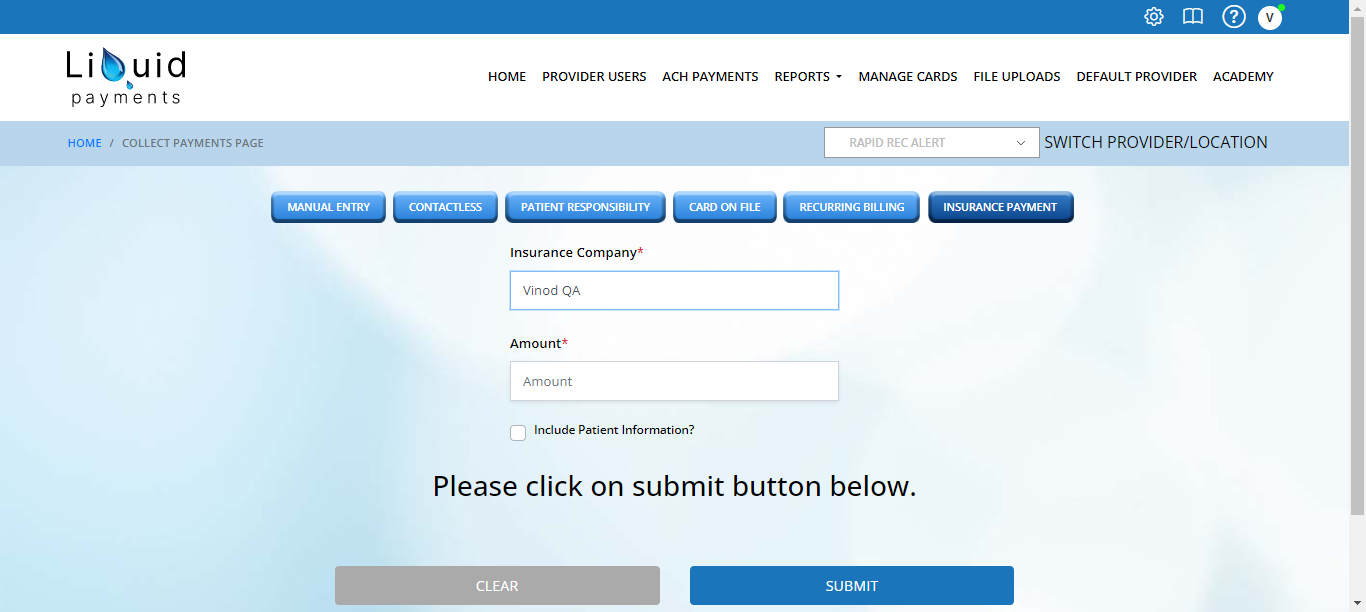 ?
V
Liquid
payments
HOME PROVIDER USERS ACH PAYMENTS REPORTS MANAGE CARDS FILE UPLOADS DEFAULT PROVIDER ACADEMY
HOME / COLLECT PAYMENTS PAGE
RAPID REC ALERT
SWITCH PROVIDER/LOCATION
MANUAL ENTRY CONTACTLESS PATIENT RESPONSIBILITY CARD ON FILE RECURRING BILLING INSURANCE PAYMENT
Insurance Company*
Vinod QA
Amount*
Amount
Include Patient Information?
Please click on submit button below.
CLEAR SUBMIT